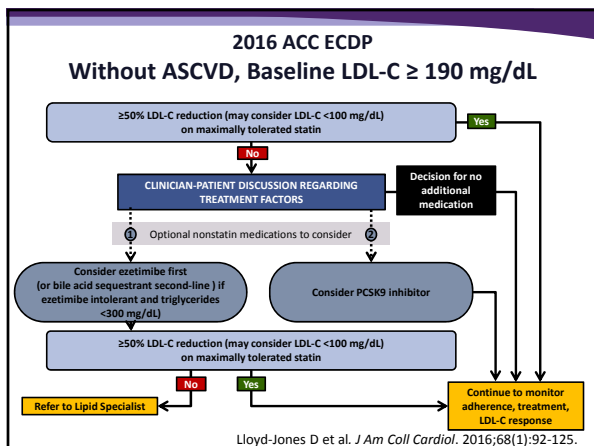 2016 ACC ECDP
Without ASCVD, Baseline LDL-C ≥ 190 mg/dL
≥50% LDL-C reduction (may consider LDL-C <100 mg/dL)
on maximally tolerated statin
Yes
No
CLINICIAN-PATIENT DISCUSSION REGARDING
TREATMENT FACTORS
Decision for no
additional
medication
1 Optional nonstatin medications to consider 2
Consider ezetimibe first
(or bile acid sequestrant second-line ) if
ezetimibe intolerant and triglycerides
<300 mg/dL)
Consider PCSK9 inhibitor
≥50% LDL-C reduction (may consider LDL-C <100 mg/dL)
on maximally tolerated statin
No Yes
Refer to Lipid Specialist
Continue to monitor
adherence, treatment,
LDL-C response
Lloyd-Jones D et al. J Am Coll Cardiol. 2016;68(1):92-125.